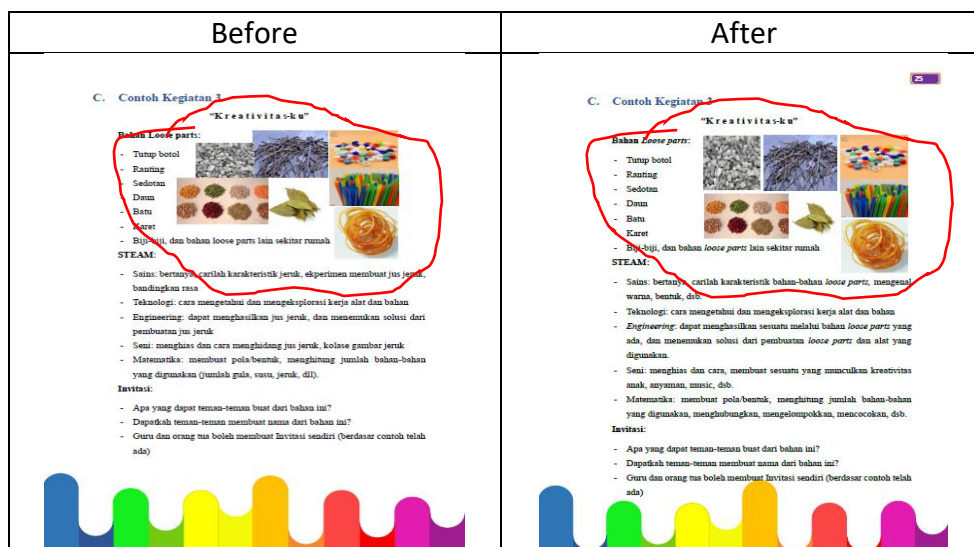 Before
After
C. Contoh Kegiatan 3
"Kreativitas-ku"
Bahan Loose parts:
- Tutup botol
- Ranting
- Sedotan
- Daun
- Batu
- Karet
- Biji-biji, dan bahan loose parts lain sekitar rumah
STEAM:
- Sains: bertanya, carilah karakteristik jeruk, ekperimen membuat jus jeruk,
bandingkan rasa
- Teknologi: cara mengetahui dan mengeksplorasi kerja alat dan bahan
- Engineering: dapat menghasilkan jus jeruk, dan menemukan solusi dari
pembuatan jus jeruk
- Seni: menghias dan cara menghidang jus jeruk, kolase gambar jeruk
- Matematika: membuat pola/bentuk, menghitung jumlah bahan-bahan
yang digunakan (jumlah gula, susu, jeruk, dll).
Invitasi:
- Apa yang dapat teman-teman buat dari bahan ini?
- Dapatkah teman-teman membuat nama dari bahan ini?
- Guru dan orang tua boleh membuat Invitasi sendiri (berdasar contoh telah
ada)
25
C. Contoh Kegiatan 3
"Kreativitas-ku"
Bahan Loose parts:
- Tutup botol
- Ranting
- Sedotan
- Daun
- Batu
- Karet
- Biji-biji, dan bahan loose parts lain sekitar rumah
STEAM:
- Sains: bertanya, carilah karakteristik bahan-bahan loose parts, mengenal
warna, bentuk, dsb.
- Teknologi: cara mengetahui dan mengeksplorasi kerja alat dan bahan
- Engineering: dapat menghasilkan sesuatu melalui bahan loose parts yang
ada, dan menemukan solusi dari pembuatan loose parts dan alat yang
digunakan.
- Seni: menghias dan cara, membuat sesuatu yang munculkan kreativitas
anak, anyaman, music, dsb.
- Matematika: membuat pola/bentuk, menghitung jumlah bahan-bahan
yang digunakan, menghubungkan, mengelompokkan, mencocokan, dsb.
Invitasi:
- Apa yang dapat teman-teman buat dari bahan ini?
- Dapatkah teman-teman membuat nama dari bahan ini?
- Guru dan orang tua boleh membuat Invitasi sendiri (berdasar contoh telah
ada)